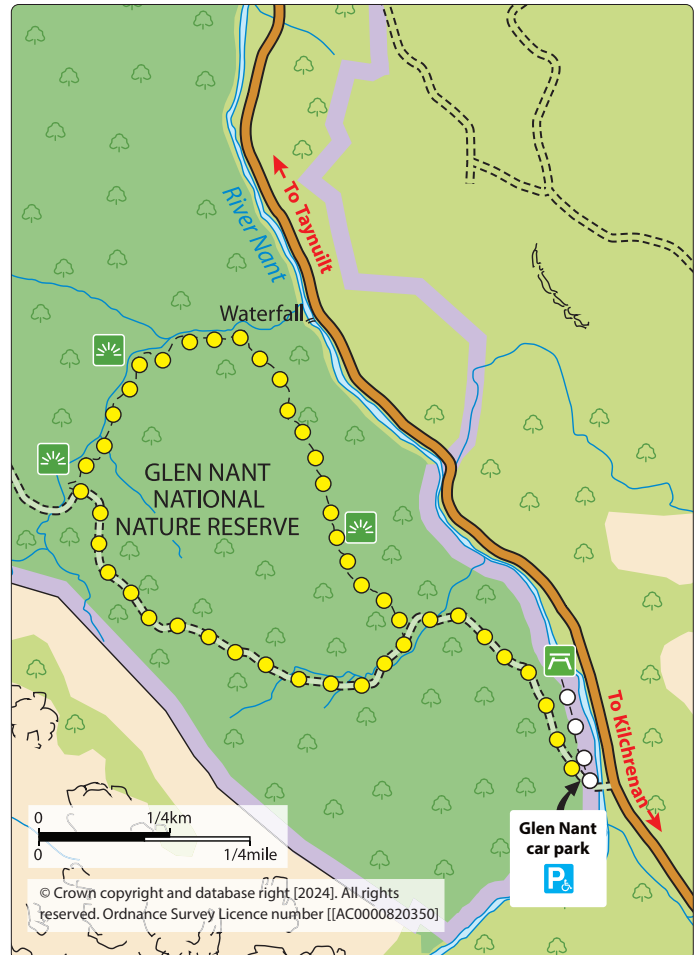 To Taynuilt
River Nant
Waterfall
GLEN NANT
NATIONAL
NATURE RESERVE
To Kilchrenan
Glen Nant
car park
P
0 1/4km
0 1/4mile
© Crown copyright and database right [2024]. All rights
reserved. Ordnance Survey Licence number [[AC0000820350]